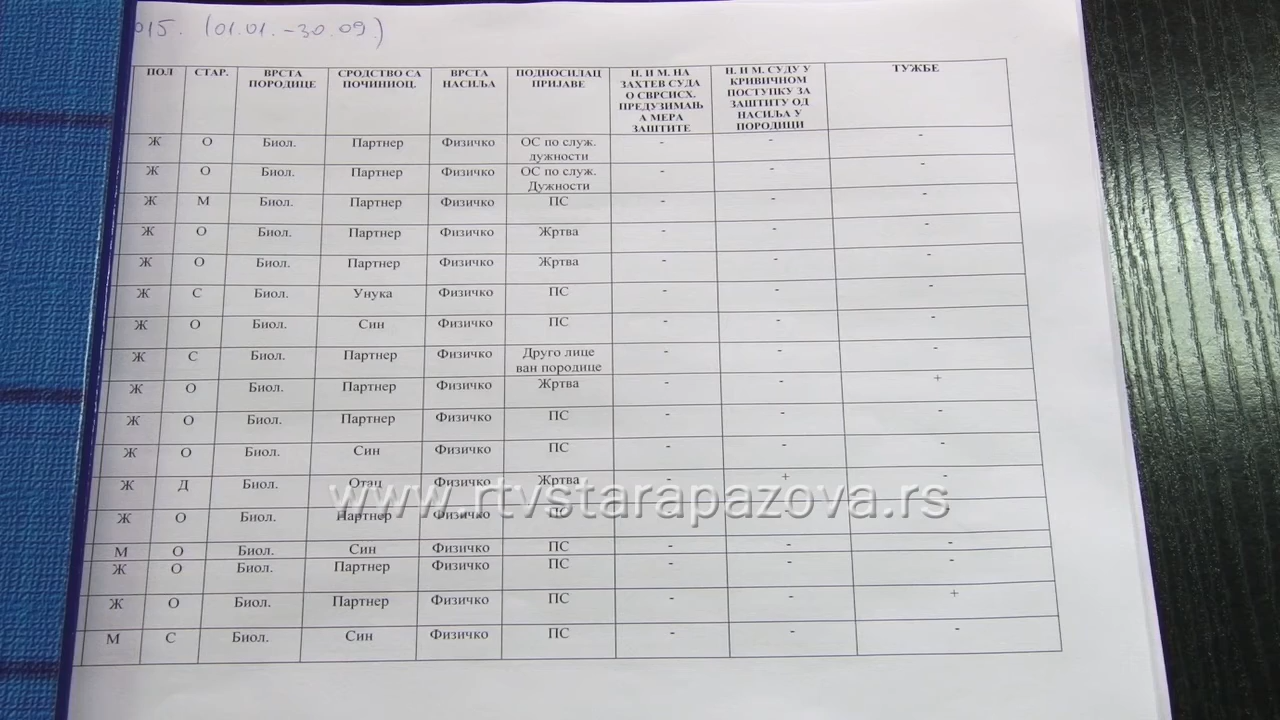 015. (01.01.-30.09.)
ПОЛ СТАР. ВРСТА ПОРОДИЦЕ СРОДСТВО СА ПОЧИНИОЦ. ВРСТА НАСИЉА ПОДНОСИЛАЦ ПРИЈАВЕ Н. И М. НА ЗАХТЕВ СУДА О СВРСИСХ. ПРЕДУЗИМАЊА МЕРА ЗАШТИТЕ Н. И М. СУДУ У КРИВИЧНОМ ПОСТУПКУ ЗА ЗАШТИТУ ОД НАСИЉА У ПОРОДИЦИ ТУЖБЕ
Ж О Биол. Партнер Физичко ОС по служ. дужности - - -
Ж О Биол. Партнер Физичко ОС по служ. Дужности - - -
Ж М Биол. Партнер Физичко ПС - - -
Ж О Биол. Партнер Физичко Жртва - - -
Ж О Биол. Партнер Физичко Жртва - - -
Ж С Биол. Унука Физичко ПС - - -
Ж О Биол. Син Физичко ПС - - -
Ж С Биол. Партнер Физичко Друго лице ван породице - - -
Ж О Биол. Партнер Физичко Жртва - - +
Ж О Биол. Партнер Физичко ПС - - -
Ж О Биол. Син Физичко ПС - - -
Ж Д Биол. Отац Физичко Жртва - + -
www.rtvstarapazova.rs
Ж О Биол. Партнер Физичко ПС - - -
М О Биол. Син Физичко ПС - - -
Ж О Биол. Партнер Физичко ПС - - -
Ж О Биол. Партнер Физичко ПС - - +
М С Биол. Син Физичко ПС - - -